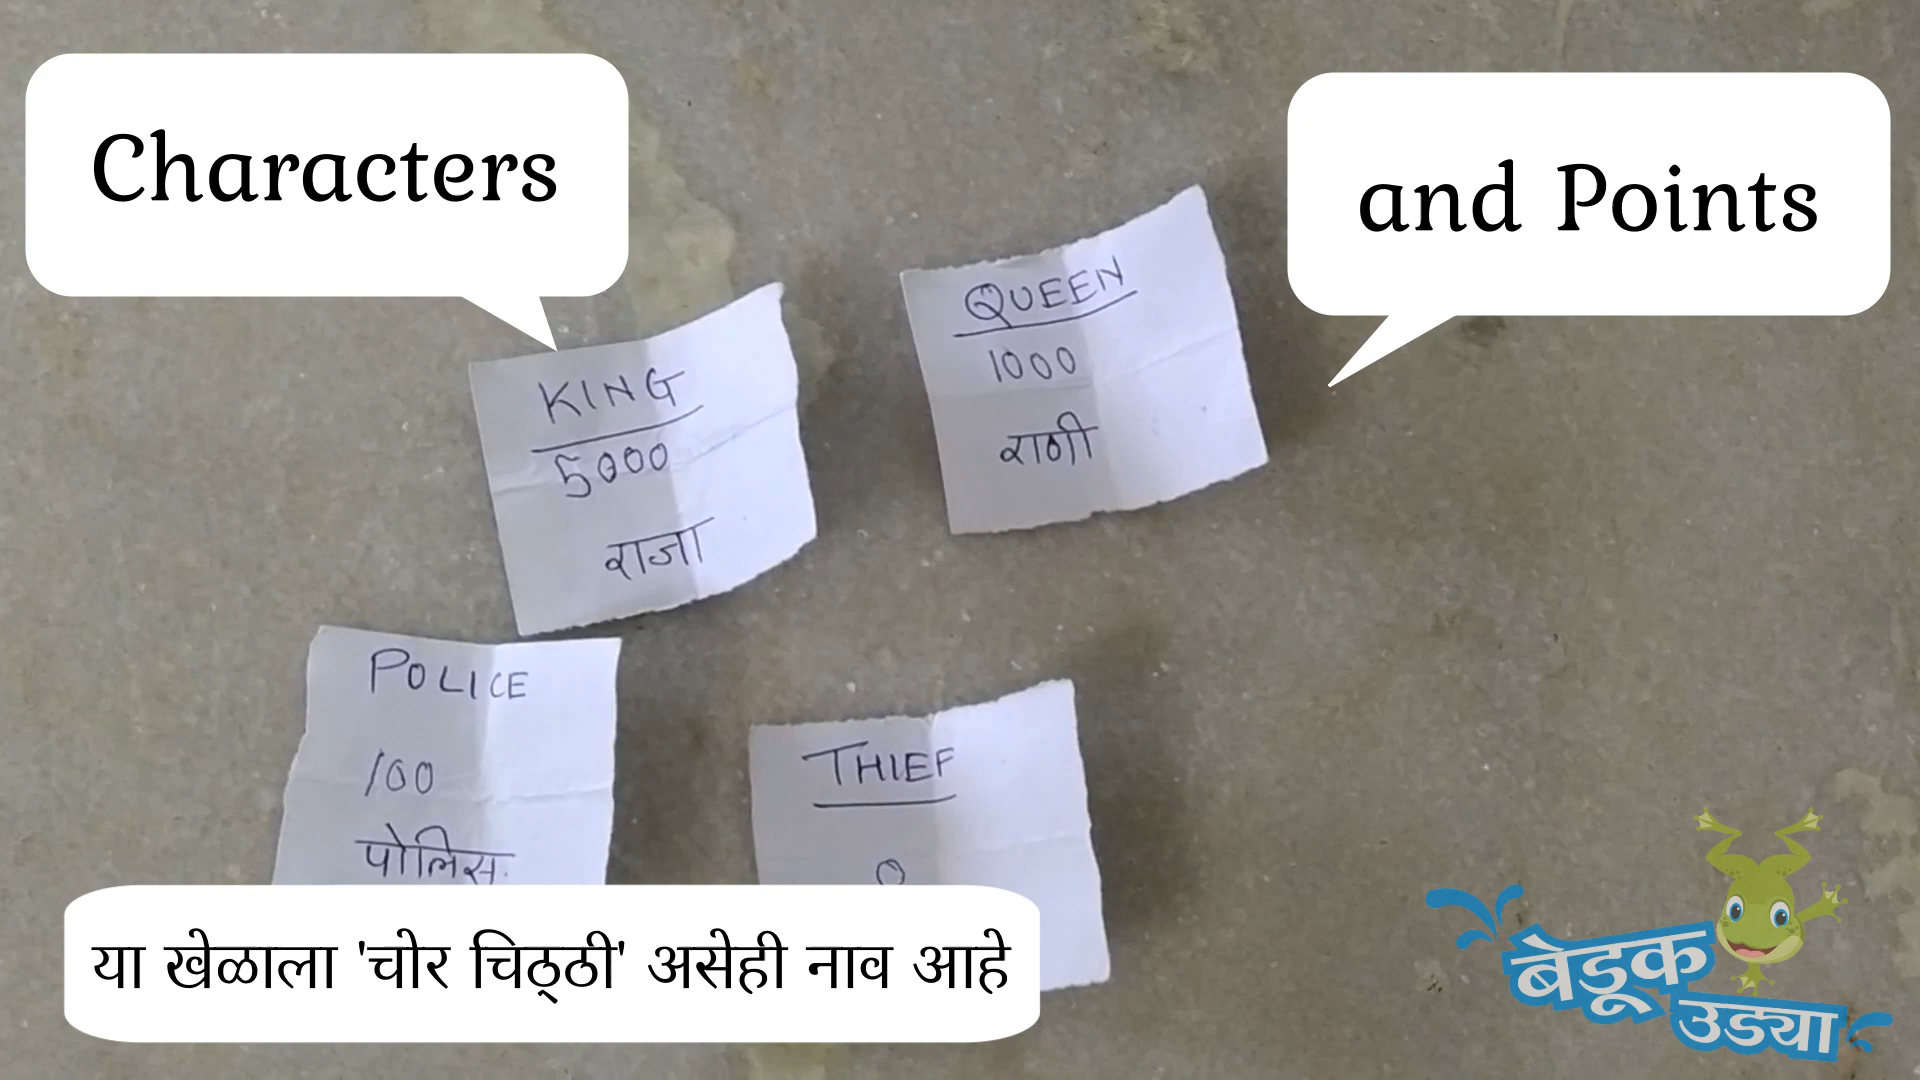 Characters
and Points
KING
5000
राजा
QUEEN
1000
राणी
POLICE
100
पोलिस
THIEF
0
या खेळाला 'चोर चिठ्ठी' असेही नाव आहे
बेडूक
उड्या